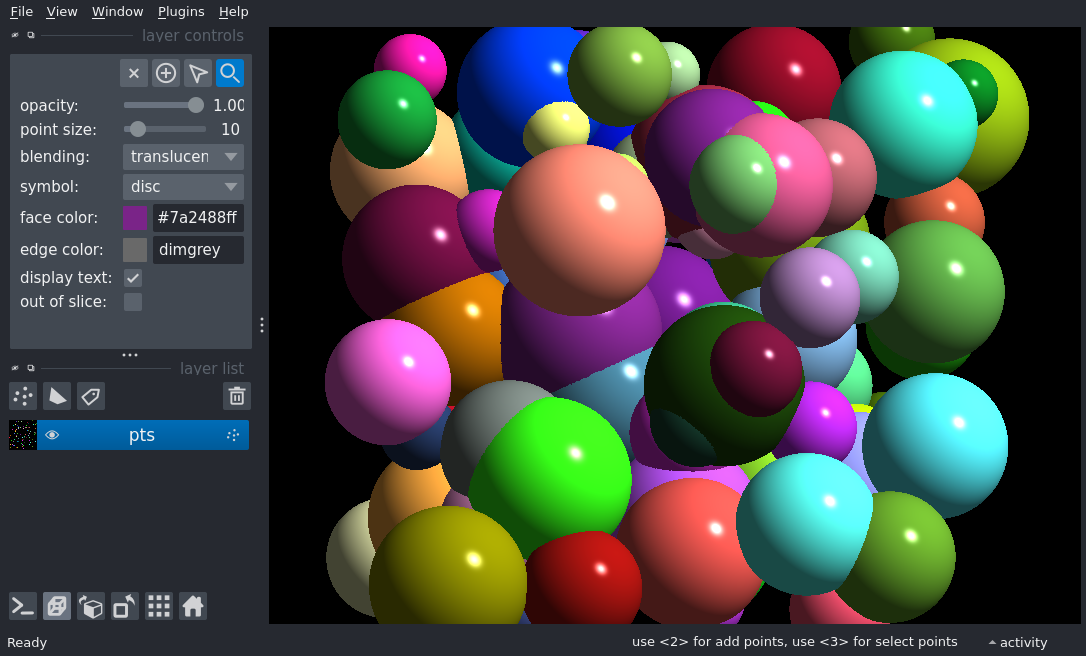 File View Window Plugins Help
layer controls
opacity: 1.00
point size: 10
blending: translucen
symbol: disc
face color: #7a2488ff
edge color: dimgrey
display text:
out of slice:
layer list
pts
Ready
use <2> for add points, use <3> for select points
activity